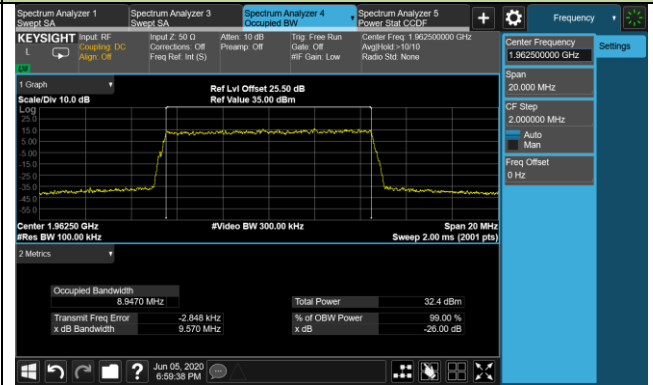 Spectrum Analyzer 1
Swept SA
Spectrum Analyzer 3
Swept SA
Spectrum Analyzer 4
Occupied BW
Spectrum Analyzer 5
Power Stat CCDF
Frequency
KEYSIGHT
L
Input: RF
Coupling: DC
Align: Off
Input Z: 50 Ω
Corrections: Off
Freq Ref: Int (S)
Atten: 10 dB
Preamp: Off
Trig: Free Run
Gate: Off
#IF Gain: Low
Center Freq: 1.962500000 GHz
Avg|Hold:>10/10
Radio Std: None
Center Frequency
1.962500000 GHz
Settings
Span
20.000 MHz
CF Step
2.000000 MHz
Auto
Man
Freq Offset
0 Hz
1 Graph
Scale/Div 10.0 dB
Ref Lvl Offset 25.50 dB
Ref Value 35.00 dBm
Log
25.0
15.0
5.00
-5.00
-15.0
-25.0
-35.0
-45.0
-55.0
Center 1.96250 GHz
#Res BW 100.00 kHz
#Video BW 300.00 kHz
Span 20 MHz
Sweep 2.00 ms (2001 pts)
2 Metrics
Occupied Bandwidth
8.9470 MHz
Total Power
32.4 dBm
Transmit Freq Error
-2.848 kHz
% of OBW Power
99.00 %
x dB Bandwidth
9.570 MHz
x dB
-26.00 dB
Jun 05, 2020
6:59:38 PM